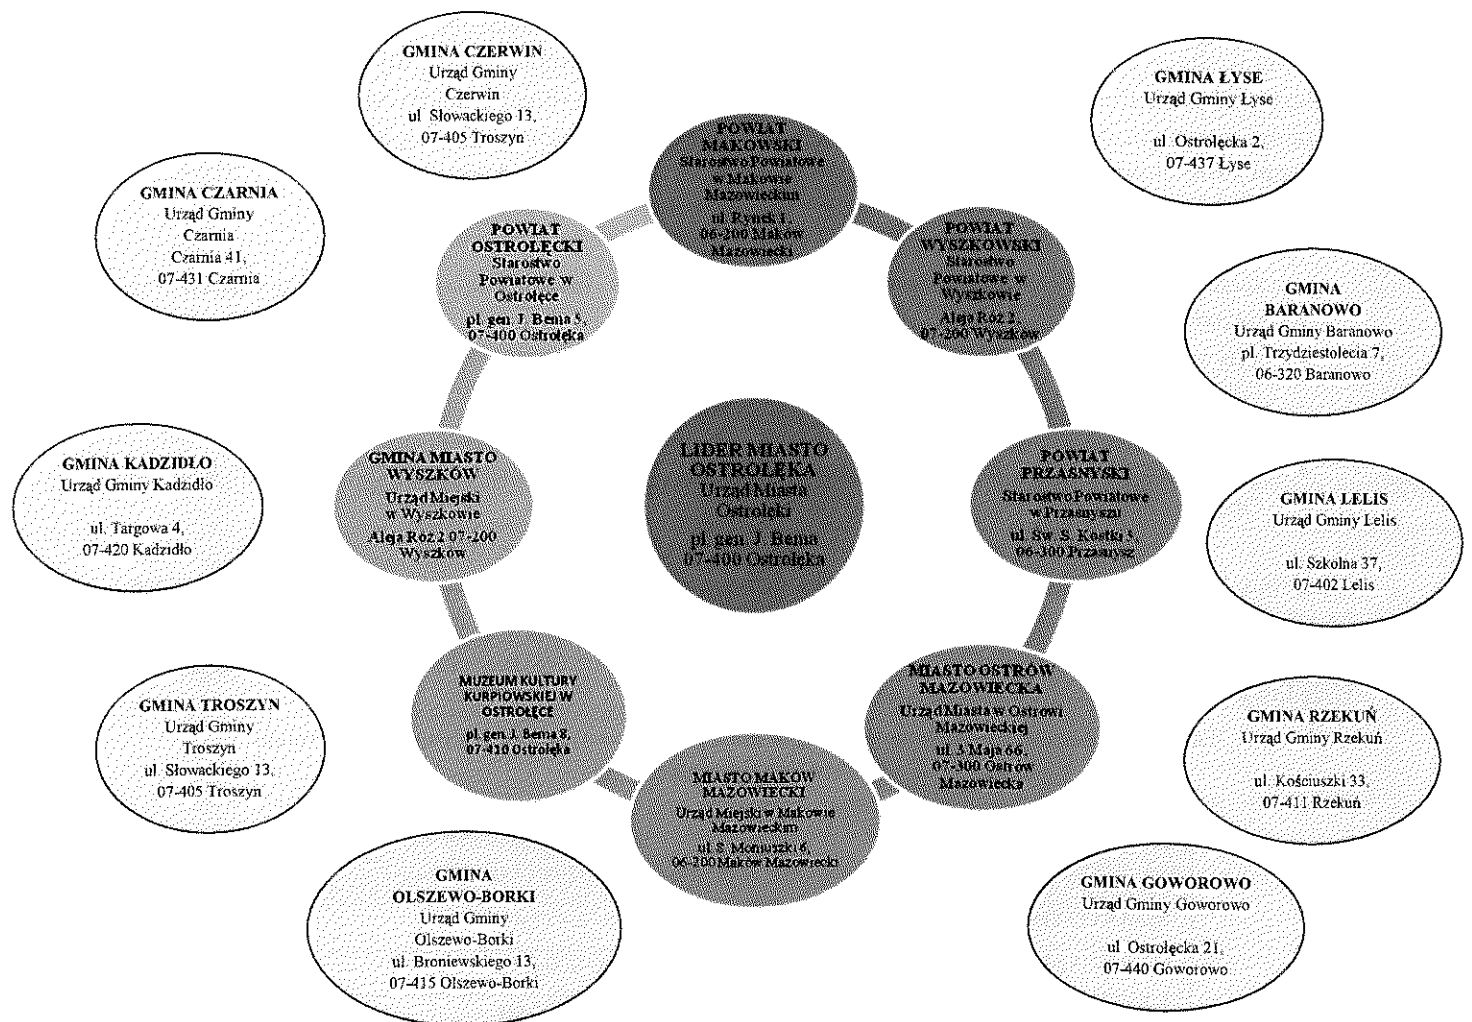 GMINA CZERWIN
Urząd Gminy
Czerwin
ul. Słowackiego 13,
07-405 Troszyn
GMINA ŁYSE
Urząd Gminy Łyse
ul. Ostrołęcka 2,
07-437 Łyse
GMINA CZARNIA
Urząd Gminy
Czarnia
Czarnia 41,
07-431 Czarnia
POWIAT
OSTROŁĘCKI
Starostwo
Powiatowe w
Ostrołęce
pl. gen. J. Bema 5,
07-400 Ostrołęka
POWIAT
MAKOWSKI
Starostwo Powiatowe
w Makowie
Mazowieckim
ul. Rynek 1,
06-200 Maków
Mazowiecki
POWIAT
WYSZKOWSKI
Starostwo
Powiatowe w
Wyszkowie
Aleja Róż 2
07-200 Wyszków
GMINA
BARANOWO
Urząd Gminy Baranowo
pl. Trzydziestolecia 7,
06-320 Baranowo
GMINA KADZIDŁO
Urząd Gminy Kadzidło
ul. Targowa 4,
07-420 Kadzidło
GMINA MIASTO
WYSZKÓW
Urząd Miejski
w Wyszkowie
Aleja Róż 2 07-200
Wyszków
LIDER MIASTO
OSTROŁĘKA
Urząd Miasta
Ostrołęki
pl. gen. J. Bema
07-400 Ostrołęka
POWIAT
PRZASNYSKI
Starostwo Powiatowe
w Przasnyszu
ul. Św. S. Kostki 5
06-300 Przasnysz
GMINA LELIS
Urząd Gminy Lelis
ul. Szkolna 37,
07-402 Lelis
GMINA TROSZYN
Urząd Gminy
Troszyn
ul. Słowackiego 13,
07-405 Troszyn
MUZEUM KULTURY
KURPIOWSKIEJ W
OSTROŁĘCE
pl. gen. J. Bema 8,
07-410 Ostrołęka
MIASTO MAKÓW
MAZOWIECKI
Urząd Miejski w Makowie
Mazowieckim
ul. S. Moniuszki 6,
06-200 Maków Mazowiecki
MIASTO OSTRÓW
MAZOWIECKA
Urząd Miasta w Ostrowi
Mazowieckiej
ul. 3 Maja 66,
07-300 Ostrów
Mazowiecka
GMINA RZEKUŃ
Urząd Gminy Rzekuń
ul. Kościuszki 33,
07-411 Rzekuń
GMINA
OLSZEWO-BORKI
Urząd Gminy
Olszewo-Borki
ul. Broniewskiego 13,
07-415 Olszewo-Borki
GMINA GOWOROWO
Urząd Gminy Goworowo
ul. Ostrołęcka 21,
07-440 Goworowo